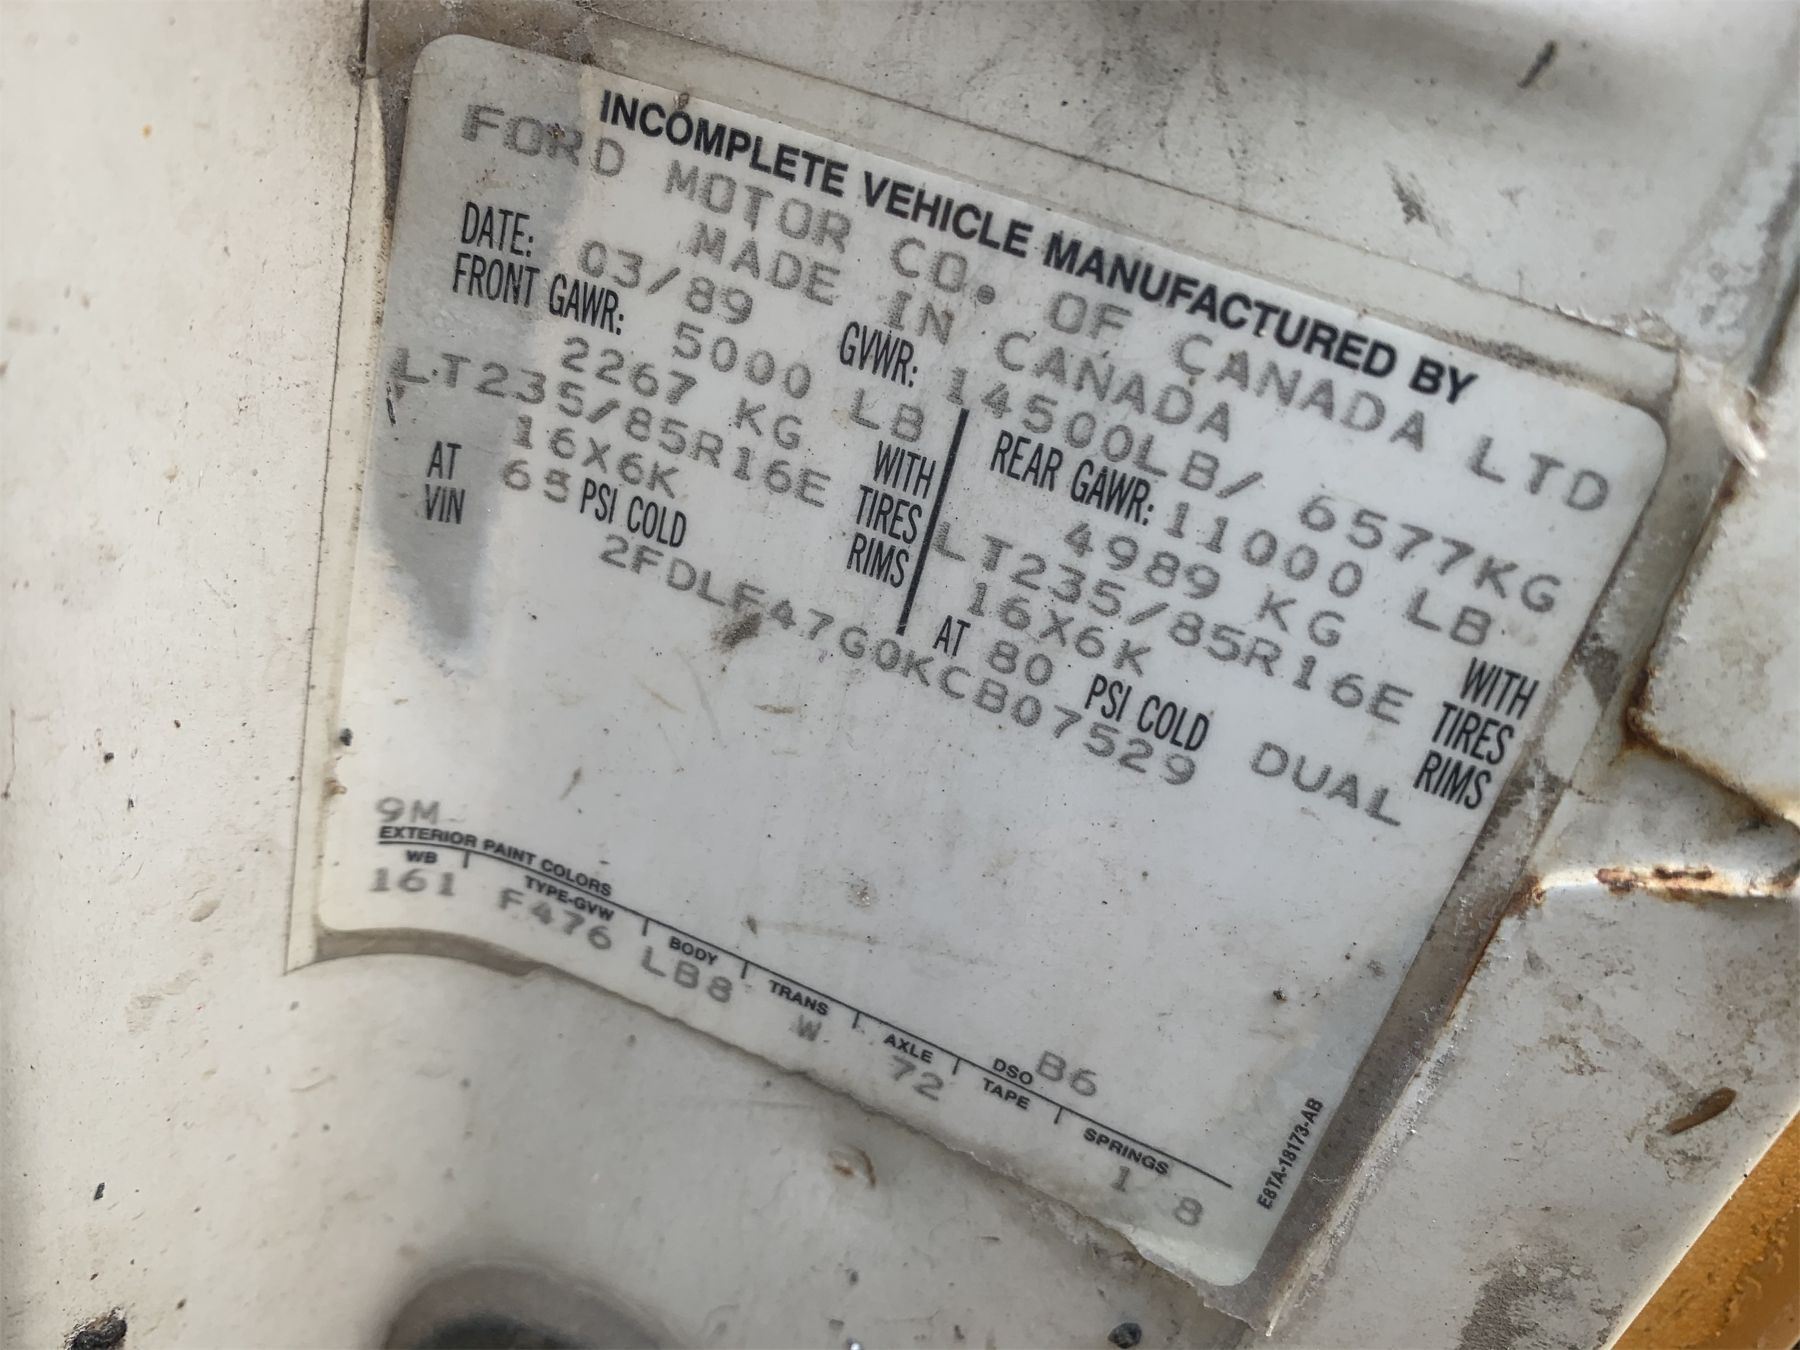 INCOMPLETE VEHICLE MANUFACTURED BY
FORD MOTOR CO. OF CANADA LTD
MADE IN CANADA
DATE: 03/89 GVWR: 14500LB/ 6577KG
FRONT GAWR: 5000 LB REAR GAWR: 11000 LB
2267 KG WITH 4989 KG WITH
LT235/85R16E TIRES LT235/85R16E TIRES
16X6K RIMS 16X6K RIMS
AT 65 PSI COLD AT 80 PSI COLD DUAL
VIN 2FDLF47G0KCB07529
9M
EXTERIOR PAINT COLORS DSO B6
WB TYPE-GVW BODY TRANS AXLE TAPE SPRINGS
161 F476 LB8 W 72 1 8
E8TA-18173-AB